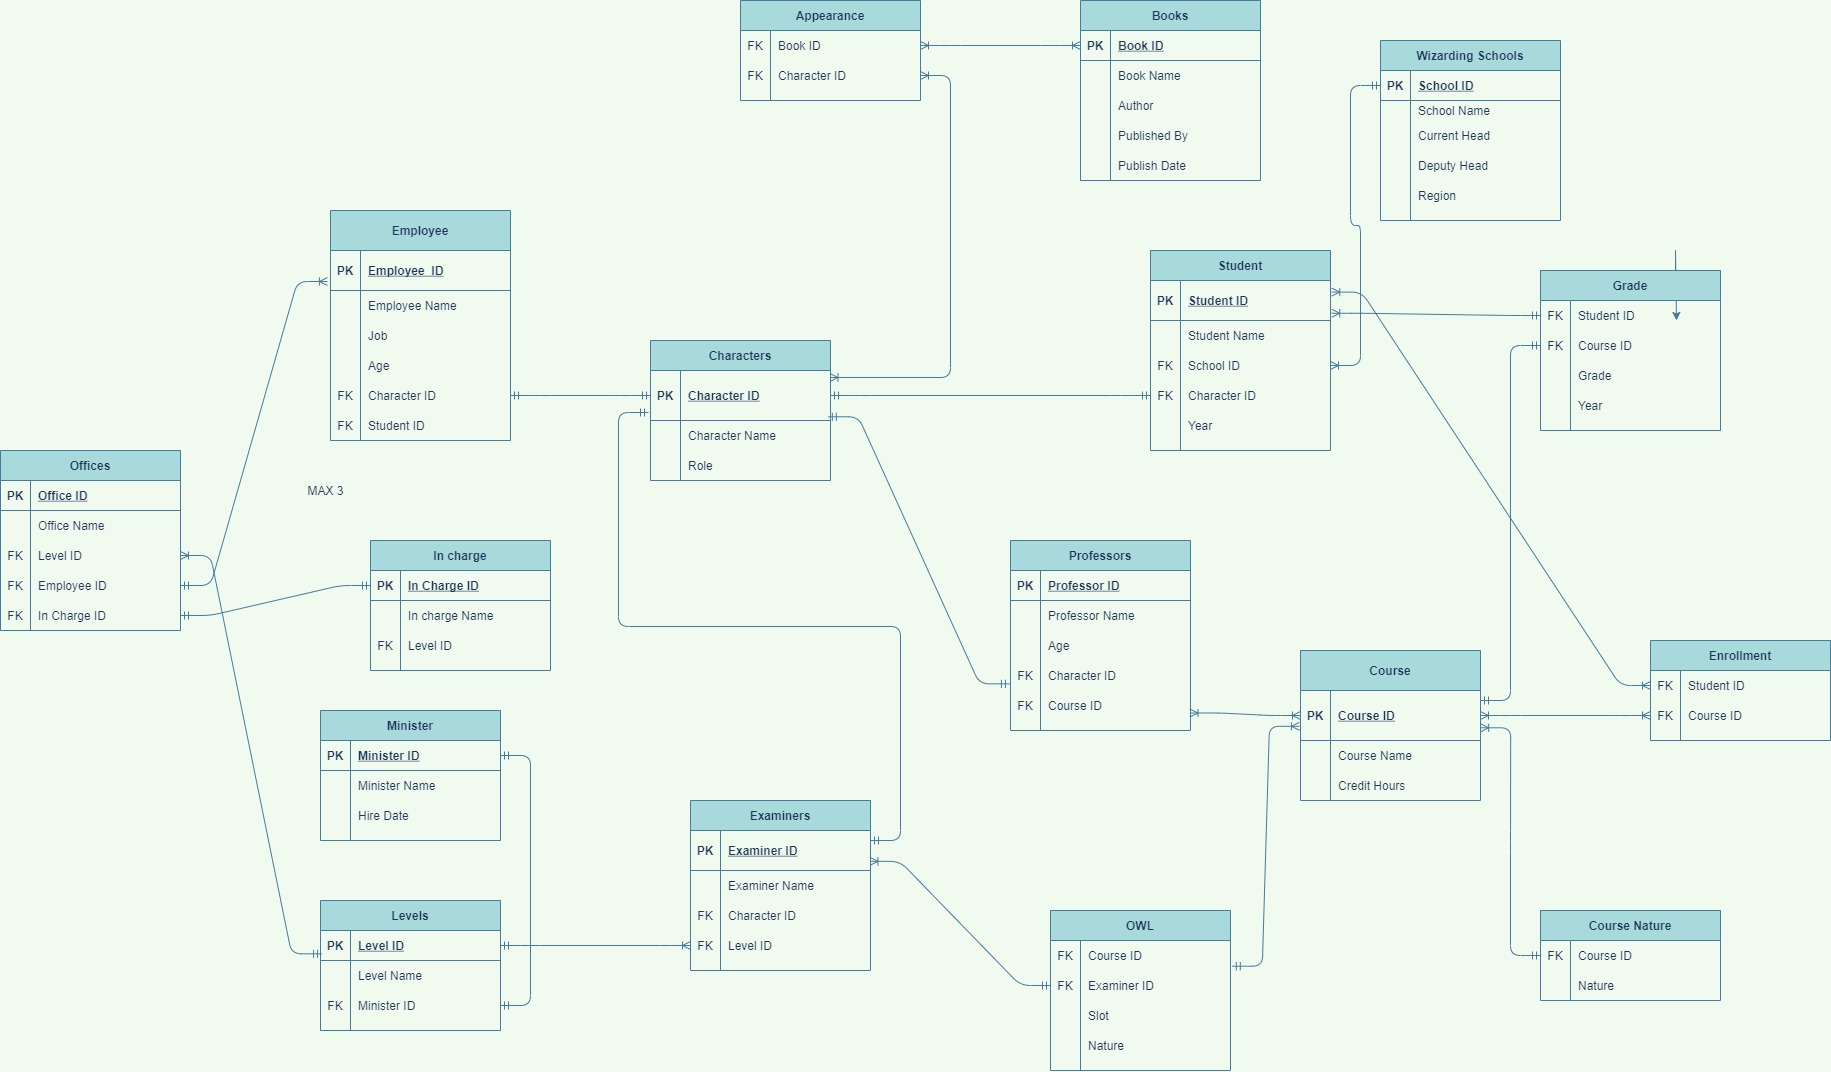 Appearance
FK Book ID
FK Character ID
Books
PK Book ID
Book Name
Author
Published By
Publish Date
Wizarding Schools
PK School ID
School Name
Current Head
Deputy Head
Region
Employee
PK Employee ID
Employee Name
Job
Age
FK Character ID
FK Student ID
Student
PK Student ID
Student Name
FK School ID
FK Character ID
Year
Grade
FK Student ID
FK Course ID
Grade
Year
Characters
PK Character ID
Character Name
Role
Offices
PK Office ID
Office Name
FK Level ID
FK Employee ID
FK In Charge ID
MAX 3
In charge
PK In Charge ID
In charge Name
FK Level ID
Professors
PK Professor ID
Professor Name
Age
FK Character ID
FK Course ID
Course
PK Course ID
Course Name
Credit Hours
Enrollment
FK Student ID
FK Course ID
Minister
PK Minister ID
Minister Name
Hire Date
Examiners
PK Examiner ID
Examiner Name
FK Character ID
FK Level ID
Levels
PK Level ID
Level Name
FK Minister ID
OWL
FK Course ID
FK Examiner ID
Slot
Nature
Course Nature
FK Course ID
Nature